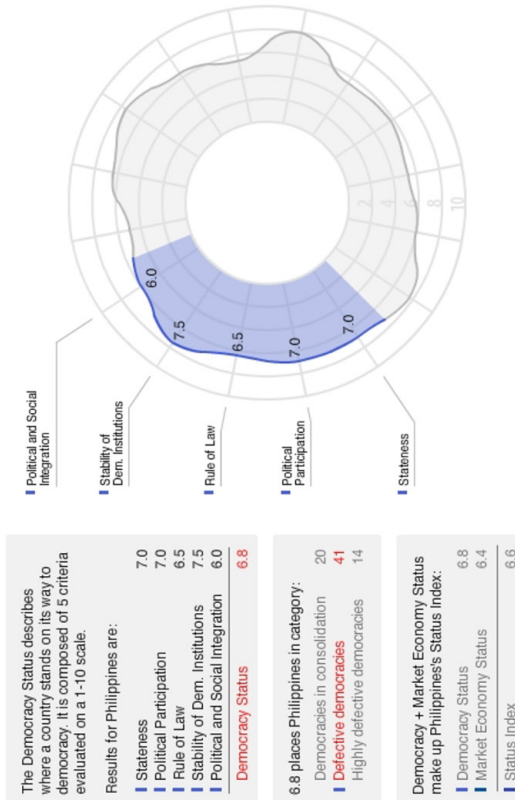 The Democracy Status describes
where a country stands on its way to
democracy. It is composed of 5 criteria
evaluated on a 1-10 scale.
Results for Philippines are:
Stateness 7.0
Political Participation 7.0
Rule of Law 6.5
Stability of Dem. Institutions 7.5
Political and Social Integration 6.0
Democracy Status 6.8
6.8 places Philippines in category:
Democracies in consolidation 20
Defective democracies 41
Highly defective democracies 14
Democracy + Market Economy Status
make up Philippines's Status Index:
Democracy Status 6.8
Market Economy Status 6.4
Status Index 6.6
Political and Social
Integration
Stability of
Dem. Institutions
Rule of Law
Political
Participation
Stateness
6.0
7.5
6.5
7.0
7.0
2
4
6
8
10